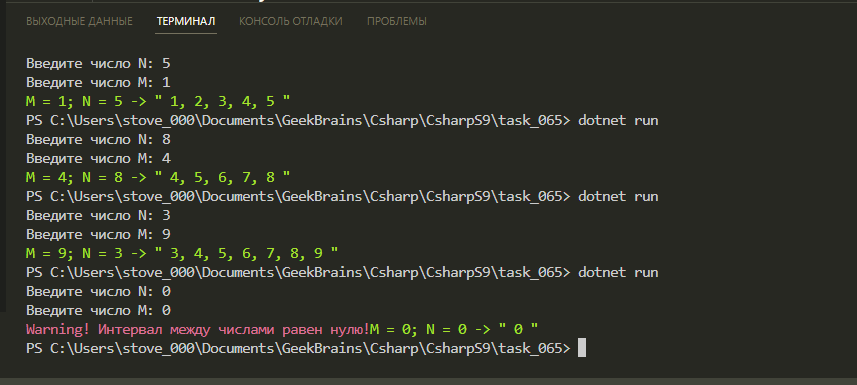 ВЫХОДНЫЕ ДАННЫЕ ТЕРМИНАЛ КОНСОЛЬ ОТЛАДКИ ПРОБЛЕМЫ
Введите число N: 5
Введите число M: 1
M = 1; N = 5 -> " 1, 2, 3, 4, 5 "
PS C:\Users\stove_000\Documents\GeekBrains\Csharp\CsharpS9\task_065> dotnet run
Введите число N: 8
Введите число M: 4
M = 4; N = 8 -> " 4, 5, 6, 7, 8 "
PS C:\Users\stove_000\Documents\GeekBrains\Csharp\CsharpS9\task_065> dotnet run
Введите число N: 3
Введите число M: 9
M = 9; N = 3 -> " 3, 4, 5, 6, 7, 8, 9 "
PS C:\Users\stove_000\Documents\GeekBrains\Csharp\CsharpS9\task_065> dotnet run
Введите число N: 0
Введите число M: 0
Warning! Интервал между числами равен нулю!M = 0; N = 0 -> " 0 "
PS C:\Users\stove_000\Documents\GeekBrains\Csharp\CsharpS9\task_065>